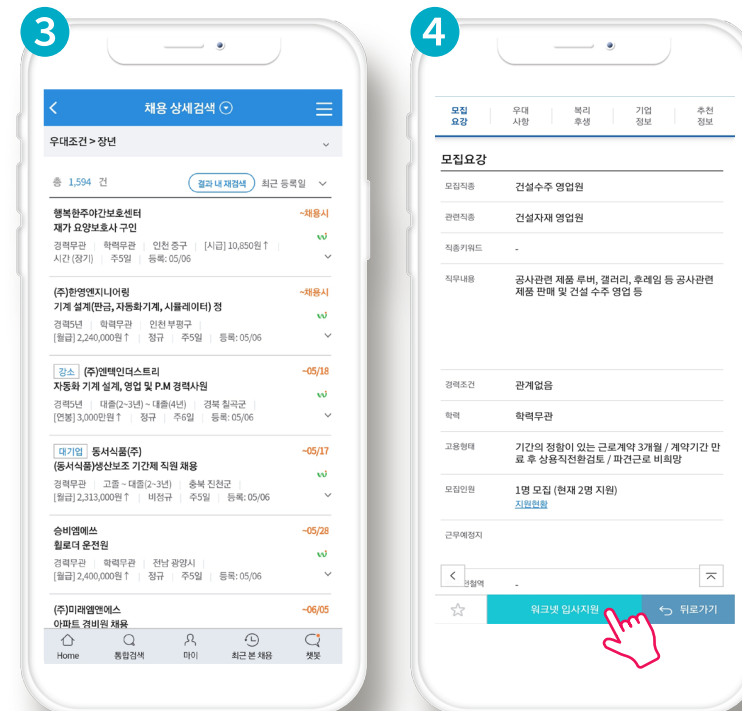 3
채용 상세검색
우대조건 > 장년
총 1,594 건
결과 내 재검색
최근 등록일
행복한주야간보호센터
~채용시
재가 요양보호사 구인
경력무관 | 학력무관 | 인천 중구 | [시급] 10,850원↑ |
시간 (장기) | 주5일 | 등록: 05/06
(주)한영엔지니어링
~채용시
기계 설계(판금, 자동화기계, 시뮬레이터) 정
경력5년 | 학력무관 | 인천 부평구 |
[월급] 2,240,000원↑ | 정규 | 주5일 | 등록: 05/06
강소 (주)엔텍인더스트리
~05/18
자동화 기계 설계, 영업 및 P.M 경력사원
경력5년 | 대졸(2~3년) ~ 대졸(4년) | 경북 칠곡군 |
[연봉] 3,000만원↑ | 정규 | 주6일 | 등록: 05/06
대기업 동서식품(주)
~05/17
(동서식품)생산보조 기간제 직원 채용
경력무관 | 고졸 ~ 대졸(2~3년) | 충북 진천군 |
[월급] 2,313,000원↑ | 비정규 | 주5일 | 등록: 05/06
승비엠에쓰
~05/28
휠로더 운전원
경력무관 | 학력무관 | 전남 광양시 |
[월급] 2,400,000원↑ | 정규 | 주5일 | 등록: 05/06
(주)미래엠앤에스
~06/05
아파트 경비원 채용
Home 통합검색 마이 최근 본 채용 챗봇
4
모집 우대 복리 기업 추천
요강 사항 후생 정보 정보
모집요강
모집직종 건설수주 영업원
관련직종 건설자재 영업원
직종키워드 -
직무내용 공사관련 제품 루버, 갤러리, 후레임 등 공사관련
제품 판매 및 건설 수주 영업 등
경력조건 관계없음
학력 학력무관
고용형태 기간의 정함이 있는 근로계약 3개월 / 계약기간 만
료 후 상용직전환검토 / 파견근로 비희망
모집인원 1명 모집 (현재 2명 지원)
지원현황
근무예정지
전철역 -
워크넷 입사지원
뒤로가기